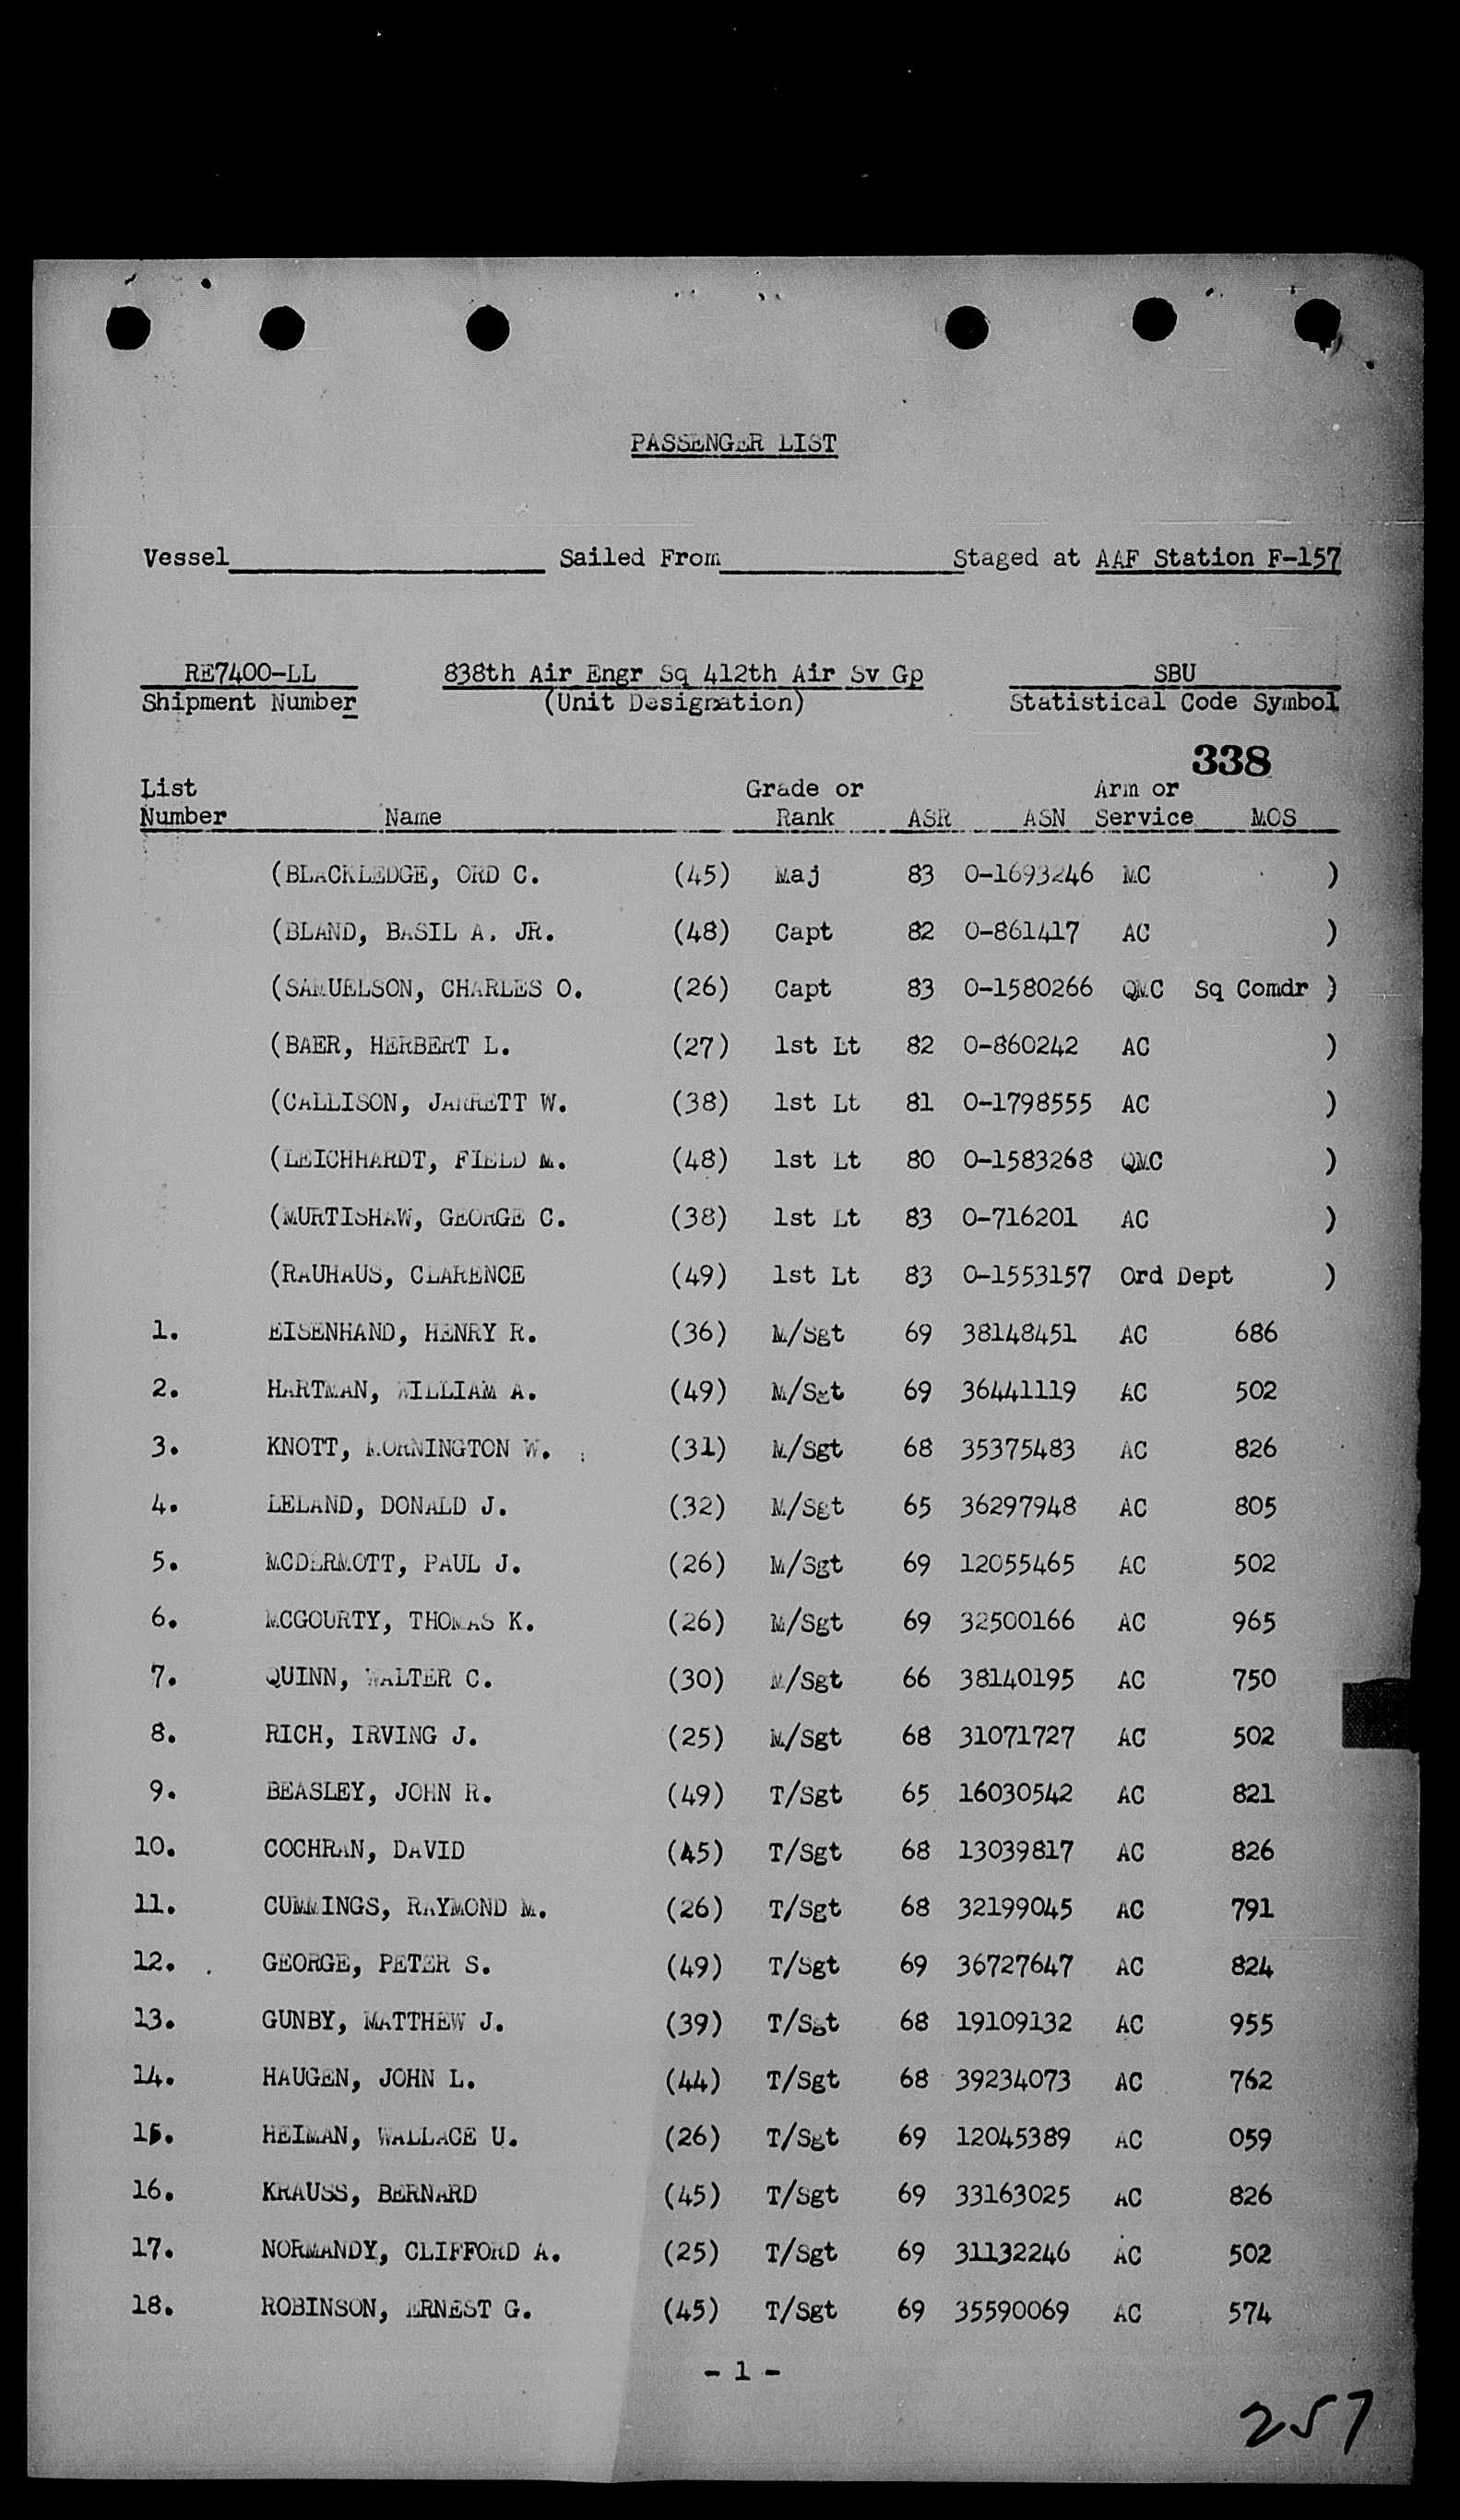 PASSENGER LIST
Vessel Sailed From Staged at AAF Station F-157
RE7400-LL 838th Air Engr Sq 412th Air Sv Gp SBU
Shipment Number (Unit Designation) Statistical Code Symbol
338
List Grade or Arm or
Number Name Rank ASR ASN Service MOS
(BLACKLEDGE, ORD C. (45) Maj 83 O-1693246 MC )
(BLAND, BASIL A. JR. (48) Capt 82 O-861417 AC )
(SAMUELSON, CHARLES O. (26) Capt 83 O-1580266 QMC Sq Comdr )
(BAER, HERBERT L. (27) 1st Lt 82 O-860242 AC )
(CALLISON, JARRETT W. (38) 1st Lt 81 O-1798555 AC )
(LEICHHARDT, FIELD M. (48) 1st Lt 80 O-1583268 QMC )
(MURTISHAW, GEORGE C. (38) 1st Lt 83 O-716201 AC )
(RAUHAUS, CLARENCE (49) 1st Lt 83 O-1553157 Ord Dept )
1. EISENHAND, HENRY R. (36) M/Sgt 69 38148451 AC 686
2. HARTMAN, WILLIAM A. (49) M/Sgt 69 36441119 AC 502
3. KNOTT, MORNINGTON W. (31) M/Sgt 68 35375483 AC 826
4. LELAND, DONALD J. (32) M/Sgt 65 36297948 AC 805
5. MCDERMOTT, PAUL J. (26) M/Sgt 69 12055465 AC 502
6. MCGOURTY, THOMAS K. (26) M/Sgt 69 32500166 AC 965
7. QUINN, WALTER C. (30) M/Sgt 66 38140195 AC 750
8. RICH, IRVING J. (25) M/Sgt 68 31071727 AC 502
9. BEASLEY, JOHN R. (49) T/Sgt 65 16030542 AC 821
10. COCHRAN, DAVID (45) T/Sgt 68 13039817 AC 826
11. CUMMINGS, RAYMOND M. (26) T/Sgt 68 32199045 AC 791
12. GEORGE, PETER S. (49) T/Sgt 69 36727647 AC 824
13. GUNBY, MATTHEW J. (39) T/Sgt 68 19109132 AC 955
14. HAUGEN, JOHN L. (44) T/Sgt 68 39234073 AC 762
15. HEIMAN, WALLACE U. (26) T/Sgt 69 12045389 AC 059
16. KRAUSS, BERNARD (45) T/Sgt 69 33163025 AC 826
17. NORMANDY, CLIFFORD A. (25) T/Sgt 69 31132246 AC 502
18. ROBINSON, ERNEST G. (45) T/Sgt 69 35590069 AC 574
- 1 -
257